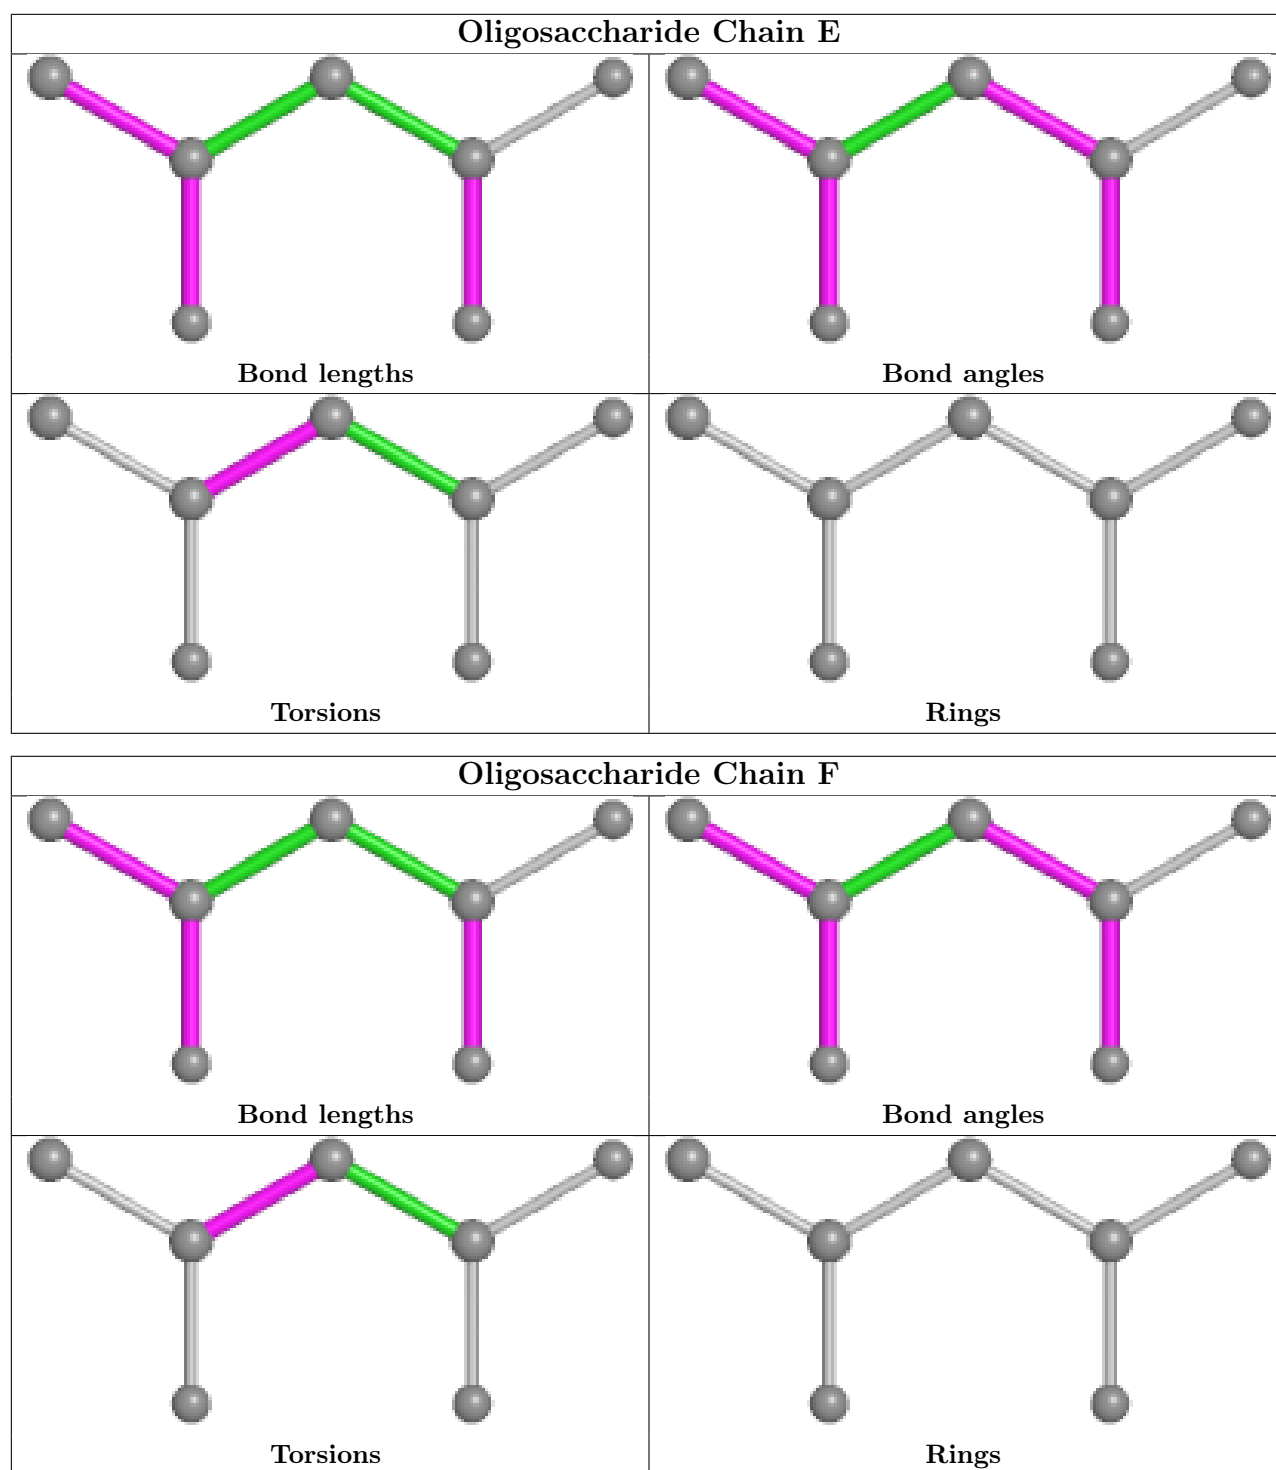 Oligosaccharide Chain E
Bond lengths
Bond angles
Torsions
Rings
Oligosaccharide Chain F
Bond lengths
Bond angles
Torsions
Rings